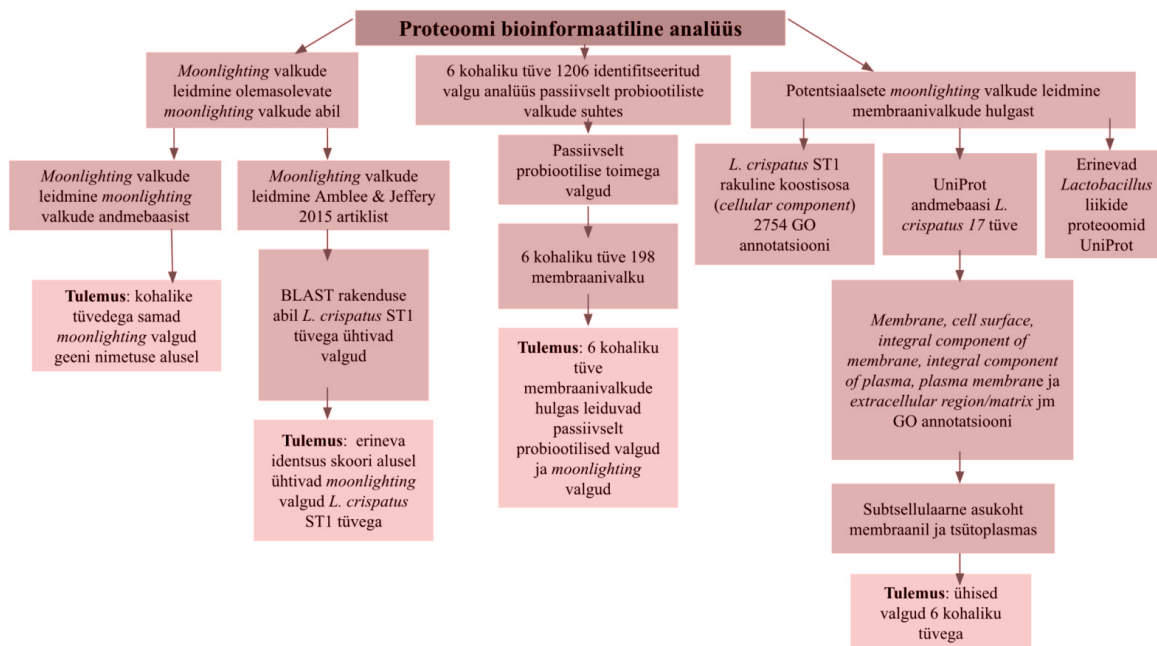 Proteoomi bioinformaatiline analüüs
Moonlighting valkude
leidmine olemasolevate
moonlighting valkude abil
Moonlighting valkude
leidmine moonlighting
valkude andmebaasist
Tulemus: kohalike
tüvedega samad
moonlighting valgud
geeni nimetuse alusel
Moonlighting valkude
leidmine Amblee & Jeffery
2015 artiklist
BLAST rakenduse
abil L. crispatus ST1
tüvega ühtivad
valgud
Tulemus: erineva
identsus skoori alusel
ühtivad moonlighting
valgud L. crispatus
ST1 tüvega
6 kohaliku tüve 1206 identifitseeritud
valgu analüüs passiivselt probiootiliste
valkude suhtes
Passiivselt
probiootilise toimega
valgud
6 kohaliku tüve 198
membraanivalku
Tulemus: 6 kohaliku
tüve
membraanivalkude
hulgas leiduvad
passiivselt
probiootilised valgud
ja moonlighting
valgud
Potentsiaalsete moonlighting valkude leidmine
membraanivalkude hulgast
L. crispatus ST1
rakuline koostisosa
(cellular component)
2754 GO
annotatsiooni
UniProt
andmebaasi L.
crispatus 17 tüve
Erinevad
Lactobacillus
liikide
proteoomid
UniProt
Membrane, cell surface,
integral component of
membrane, integral component
of plasma, plasma membrane ja
extracellular region/matrix jm
GO annotatsiooni
Subtsellulaarne asukoht
membraanil ja tsütoplasmas
Tulemus: ühised
valgud 6 kohaliku
tüvega